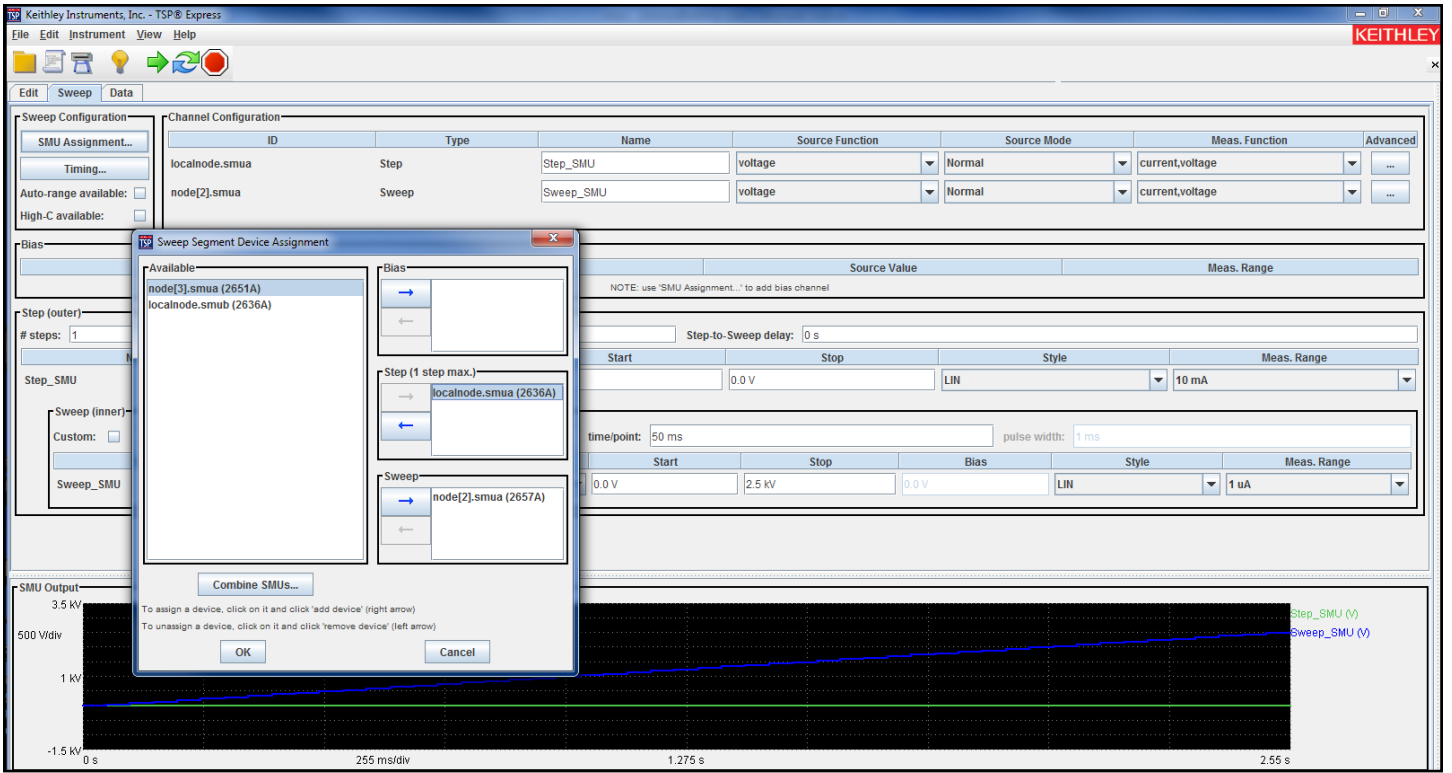 Keithley Instruments, Inc. - TSP® Express
File Edit Instrument View Help
KEITHLEY
Edit Sweep Data
Sweep Configuration
SMU Assignment...
Timing...
Auto-range available:
High-C available:
Channel Configuration
ID Type Name Source Function Source Mode Meas. Function Advanced
localnode.smua Step Step_SMU voltage Normal current,voltage ...
node[2].smua Sweep Sweep_SMU voltage Normal current,voltage ...
Bias
Source Value Meas. Range
NOTE: use 'SMU Assignment...' to add bias channel
Step (outer)
# steps: 1 Step-to-Sweep delay: 0 s
Start Stop Style Meas. Range
Step_SMU 0.0 V LIN 10 mA
Sweep (inner)
Custom: time/point: 50 ms pulse width: 1 ms
Start Stop Bias Style Meas. Range
Sweep_SMU 0.0 V 2.5 kV 0.0 V LIN 1 uA
TSP Sweep Segment Device Assignment
Available
node[3].smua (2651A)
localnode.smub (2636A)
Bias
Step (1 step max.)
localnode.smua (2636A)
Sweep
node[2].smua (2657A)
Combine SMUs...
To assign a device, click on it and click 'add device' (right arrow)
To unassign a device, click on it and click 'remove device' (left arrow)
OK Cancel
SMU Output
3.5 kV
500 V/div
1 kV
-1.5 kV
0 s 255 ms/div 1.275 s 2.55 s
Step_SMU (V)
Sweep_SMU (V)